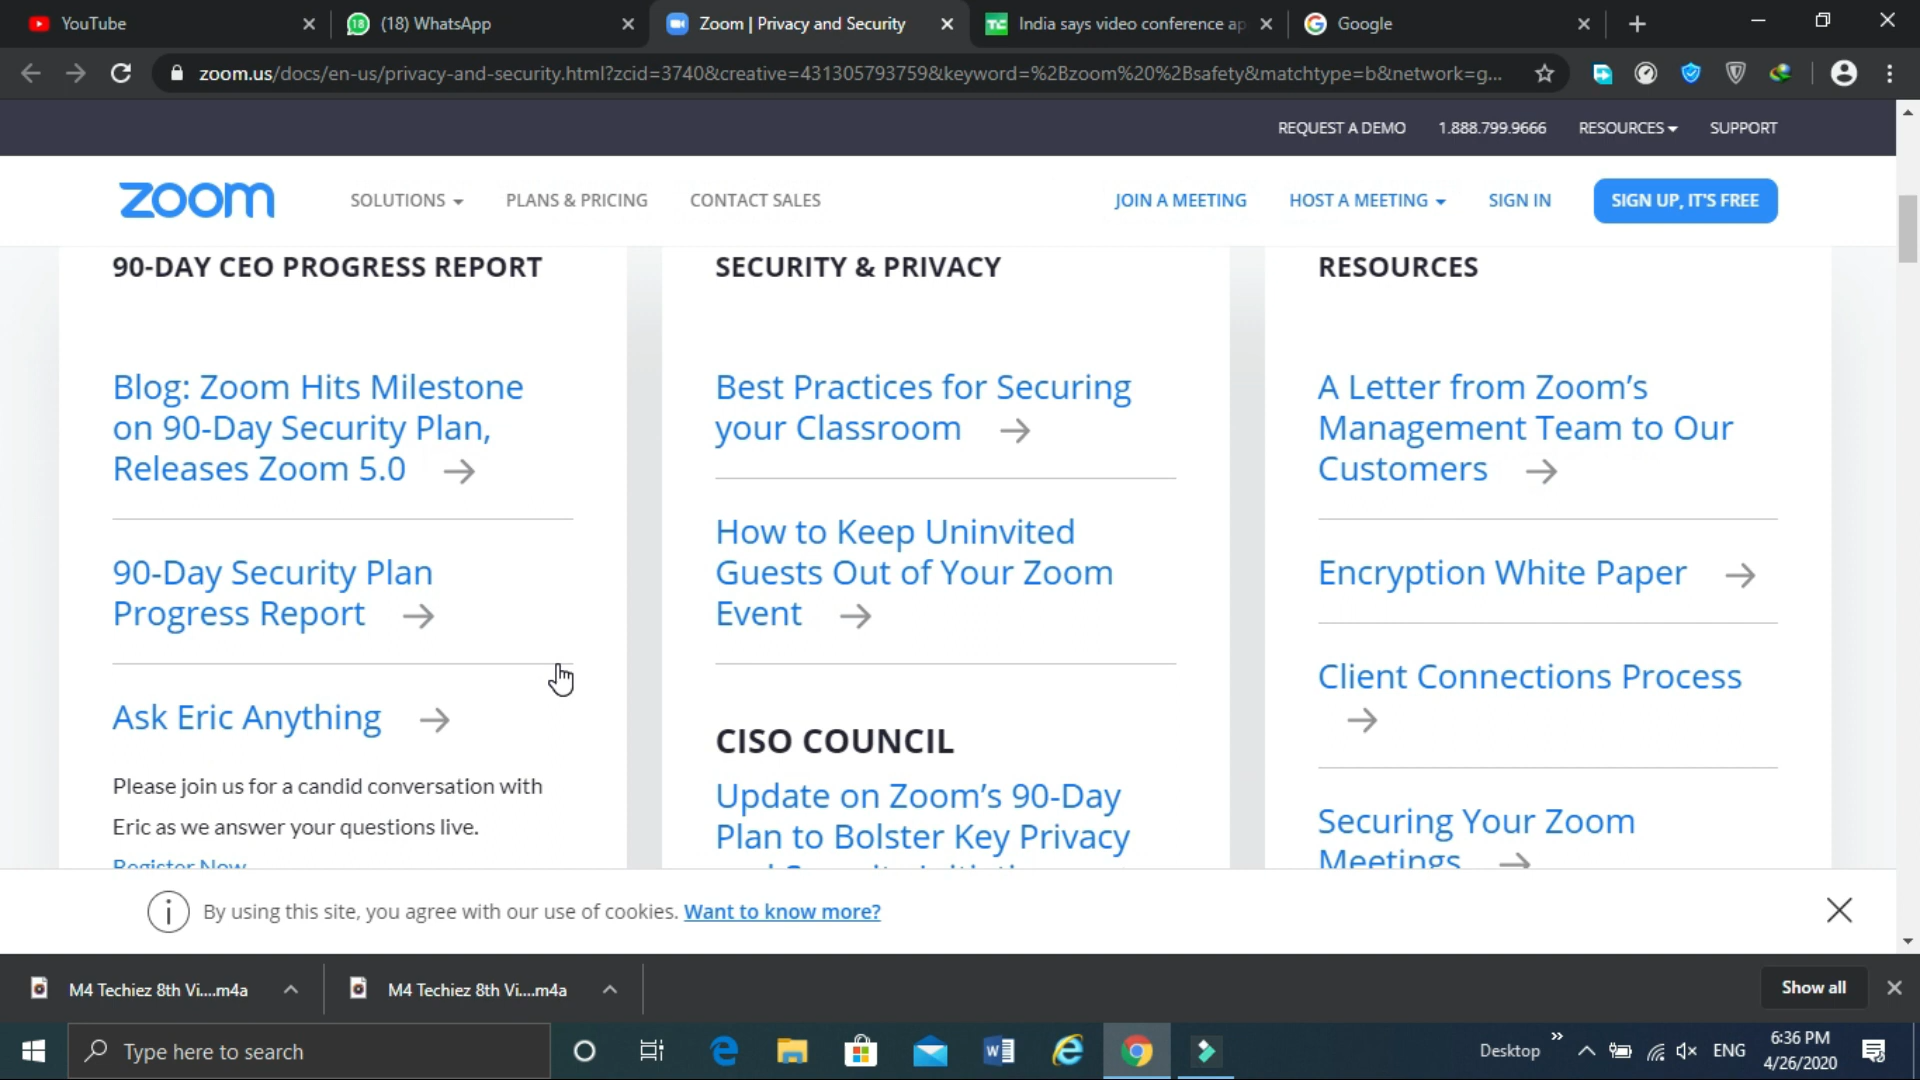 YouTube
(18) WhatsApp
Zoom | Privacy and Security
India says video conference ap
Google
zoom.us/docs/en-us/privacy-and-security.html?zcid=3740&creative=431305793759&keyword=%2Bzoom%20%2Bsafety&matchtype=b&network=g...
REQUEST A DEMO
1.888.799.9666
RESOURCES
SUPPORT
zoom
SOLUTIONS
PLANS & PRICING
CONTACT SALES
JOIN A MEETING
HOST A MEETING
SIGN IN
SIGN UP, IT'S FREE
90-DAY CEO PROGRESS REPORT
Blog: Zoom Hits Milestone
on 90-Day Security Plan,
Releases Zoom 5.0
90-Day Security Plan
Progress Report
Ask Eric Anything
Please join us for a candid conversation with
Eric as we answer your questions live.
Register Now
SECURITY & PRIVACY
Best Practices for Securing
your Classroom
How to Keep Uninvited
Guests Out of Your Zoom
Event
CISO COUNCIL
Update on Zoom's 90-Day
Plan to Bolster Key Privacy
RESOURCES
A Letter from Zoom's
Management Team to Our
Customers
Encryption White Paper
Client Connections Process
Securing Your Zoom
Meetings
By using this site, you agree with our use of cookies. Want to know more?
M4 Techiez 8th Vi....m4a
M4 Techiez 8th Vi....m4a
Show all
Type here to search
Desktop
ENG
6:36 PM
4/26/2020